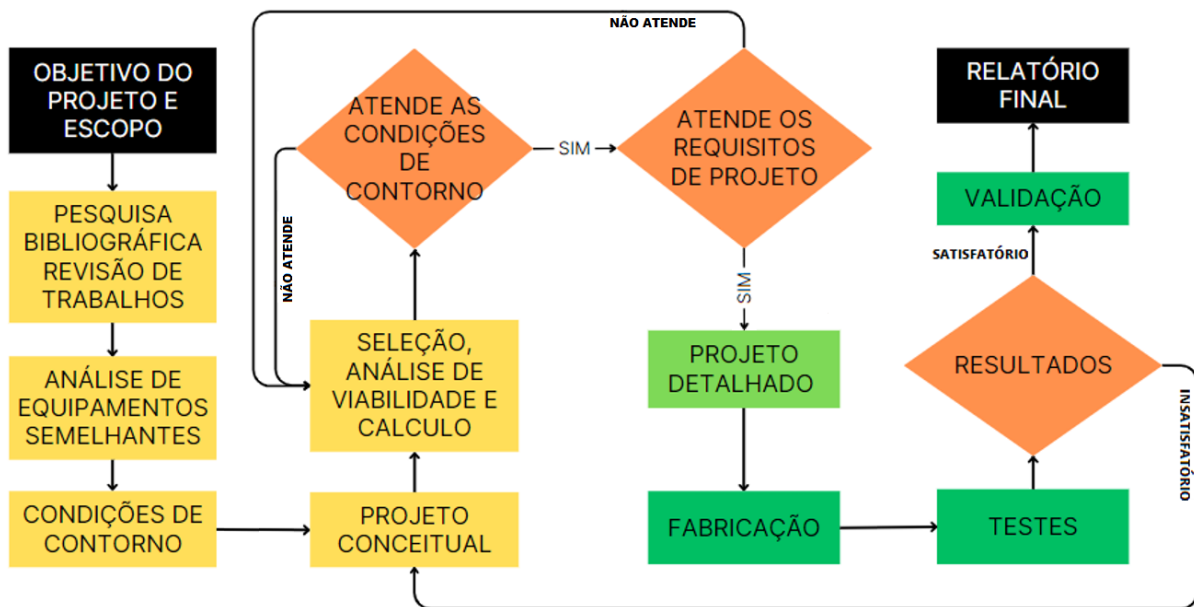 OBJETIVO DO
PROJETO E
ESCOPO
PESQUISA
BIBLIOGRÁFICA
REVISÃO DE
TRABALHOS
ANÁLISE DE
EQUIPAMENTOS
SEMELHANTES
CONDIÇÕES DE
CONTORNO
PROJETO
CONCEITUAL
SELEÇÃO,
ANÁLISE DE
VIABILIDADE E
CALCULO
ATENDE AS
CONDIÇÕES
DE
CONTORNO
NÃO ATENDE
SIM
ATENDE OS
REQUISITOS
DE PROJETO
NÃO ATENDE
SIM
PROJETO
DETALHADO
FABRICAÇÃO
TESTES
RESULTADOS
INSATISFATÓRIO
SATISFATÓRIO
VALIDAÇÃO
RELATÓRIO
FINAL